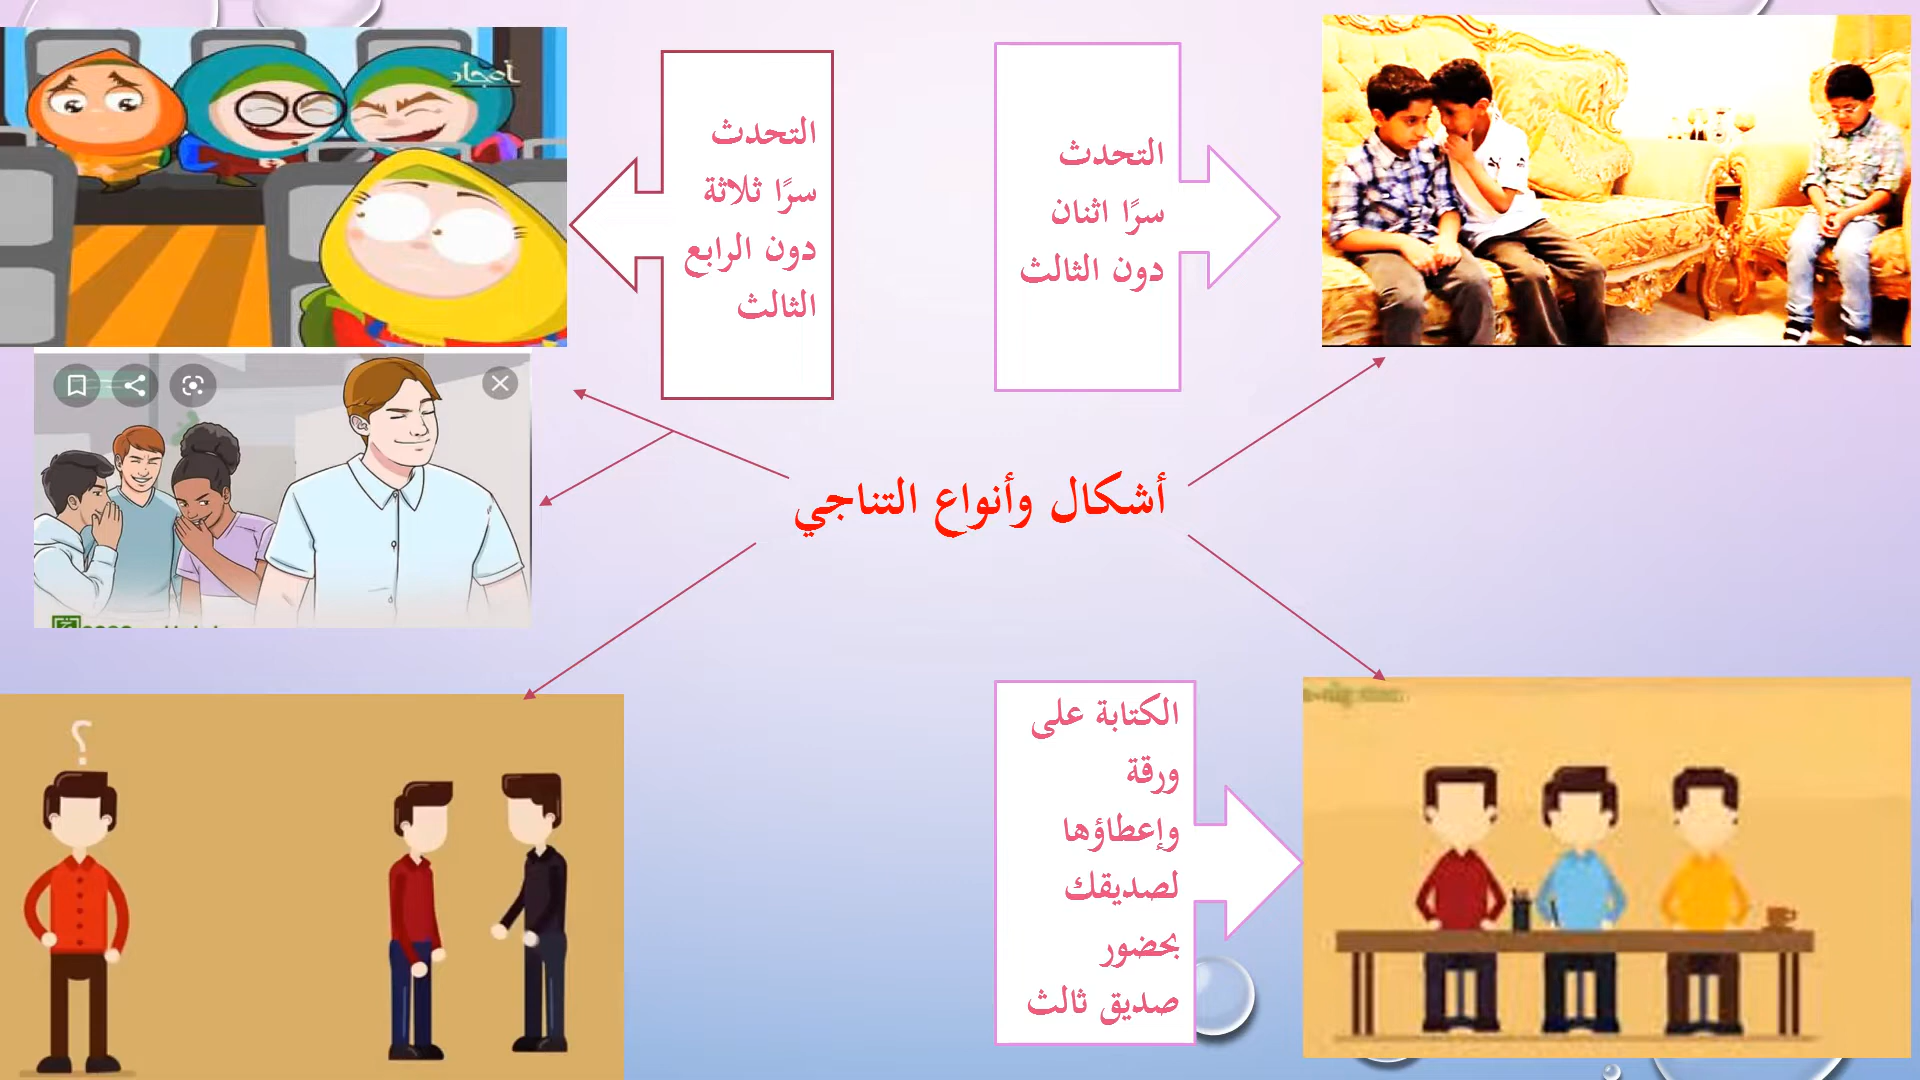 التحدث
سرًا اثنان
دون الثالث
التحدث
سرًا ثلاثة
دون الرابع
الثالث
أمجاد
أشكال وأنواع التناجي
الكتابة على
ورقة
وإعطاؤها
لصديقك
بحضور
صديق ثالث
؟